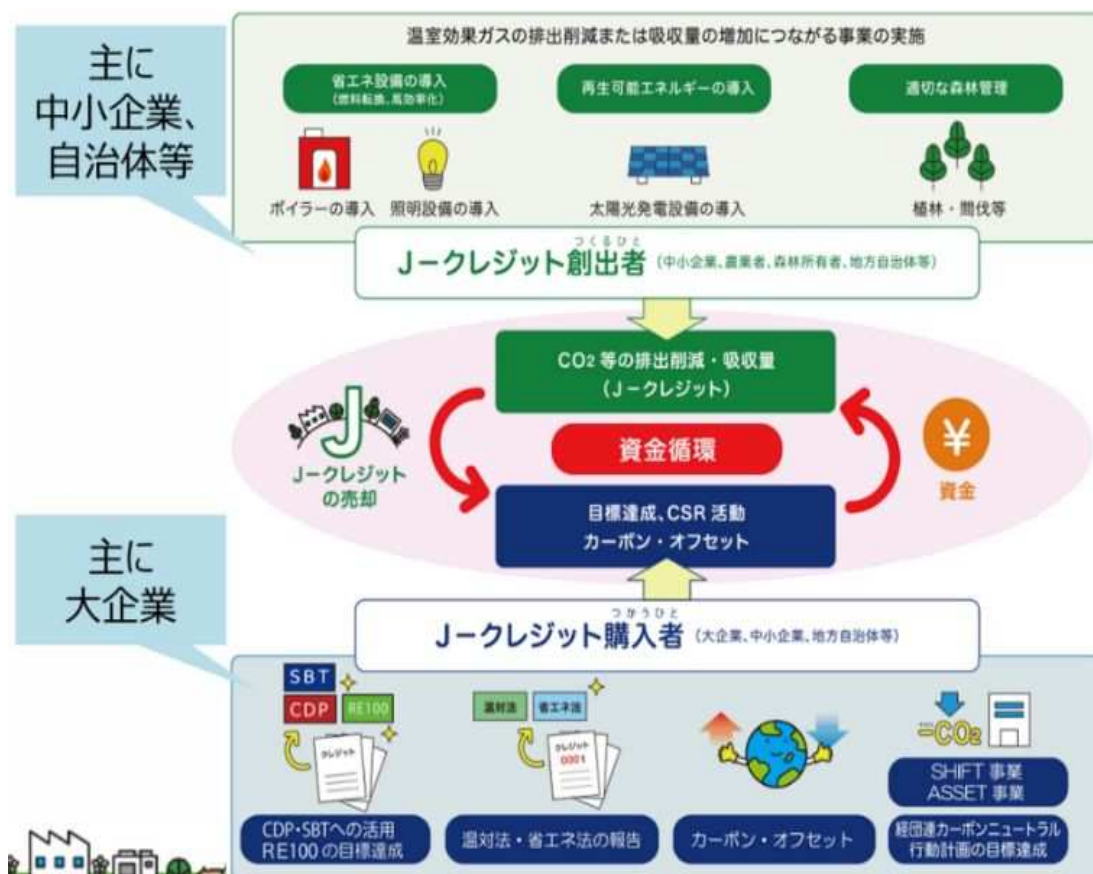 主に
中小企業、
自治体等
温室効果ガスの排出削減または吸収量の増加につながる事業の実施
省エネ設備の導入
(燃料転換、高効率化)
再生可能エネルギーの導入
適切な森林管理
ボイラーの導入 照明設備の導入
太陽光発電設備の導入
植林・間伐等
つくるひと
Jークレジット創出者 (中小企業、農業者、森林所有者、地方自治体等)
CO2 等の排出削減・吸収量
(Jークレジット)
J
Jークレジット
の売却
資金循環
¥
資金
目標達成、CSR 活動
カーボン・オフセット
主に
大企業
つかうひと
Jークレジット購入者 (大企業、中小企業、地方自治体等)
SBT
CDP RE100
クレジット
温対法 省エネ法
クレジット
0001
-CO2
SHIFT 事業
ASSET 事業
CDP・SBTへの活用
RE100 の目標達成
温対法・省エネ法の報告
カーボン・オフセット
経団連カーボンニュートラル
行動計画の目標達成